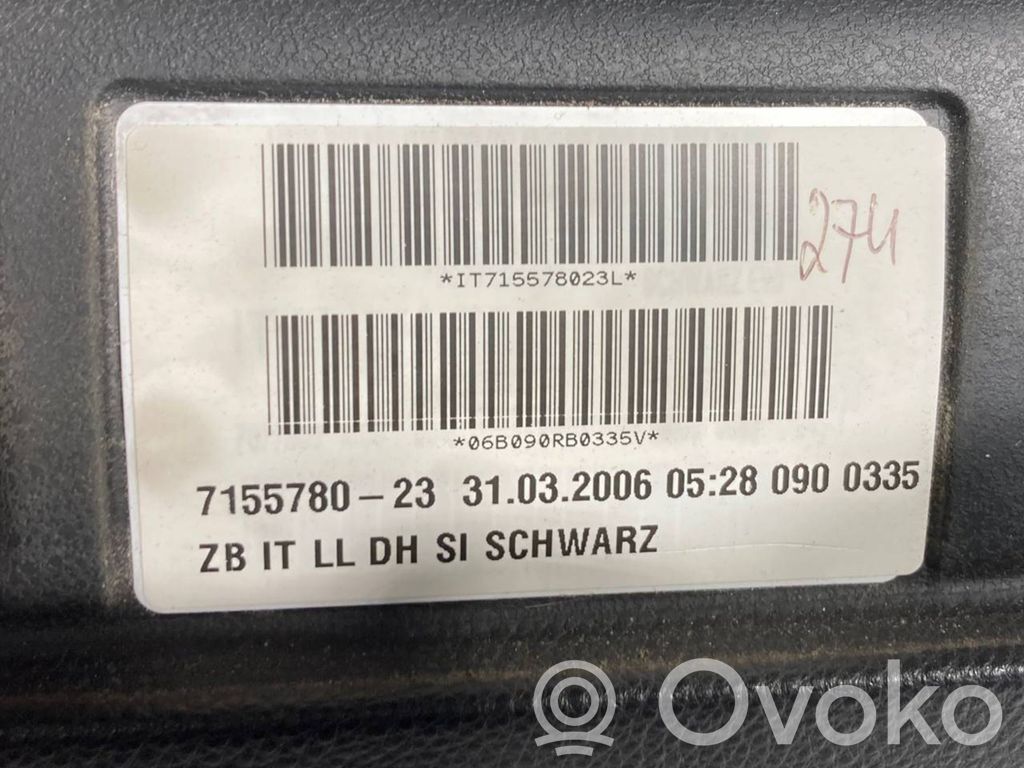 *IT715578023L*
274
*06B090RB0335V*
7155780-23 31.03.2006 05:28 090 0335
ZB IT LL DH SI SCHWARZ
Ovoko